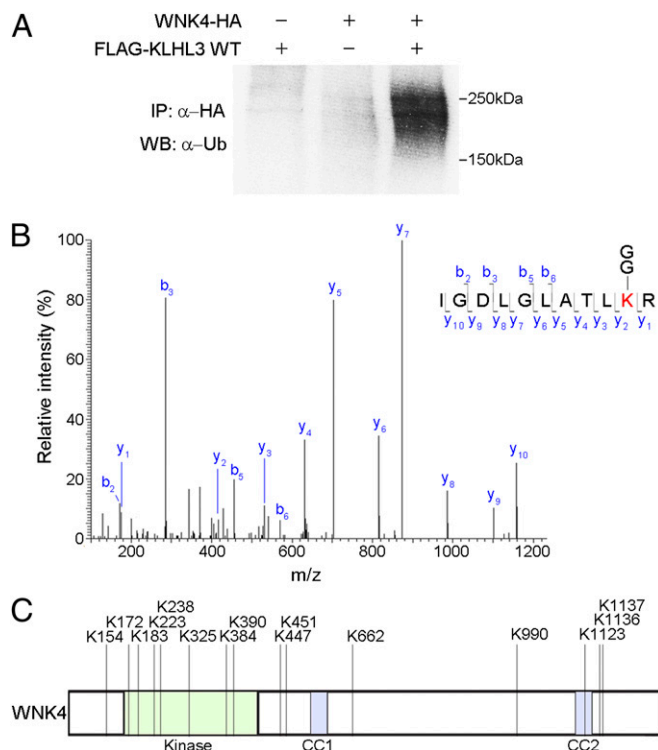 A
WNK4-HA – + +
FLAG-KLHL3 WT + – +
IP: α–HA
WB: α–Ub
–250kDa
–150kDa
B
Relative intensity (%)
100
80
60
40
20
0
200 400 600 800 1000 1200
m/z
b2
y1
b3
y2
b5
y3
b6
y4
y5
y6
y7
y8
y9
y10
G
G
b2 b3 b5 b6
I G D L G L A T L K R
y10 y9 y8 y7 y6 y5 y4 y3 y2 y1
C
K238 K1137
K172 K223 K390 K451 K1136
K154 K183 K325 K384 K447 K662 K990 K1123
WNK4
Kinase CC1 CC2